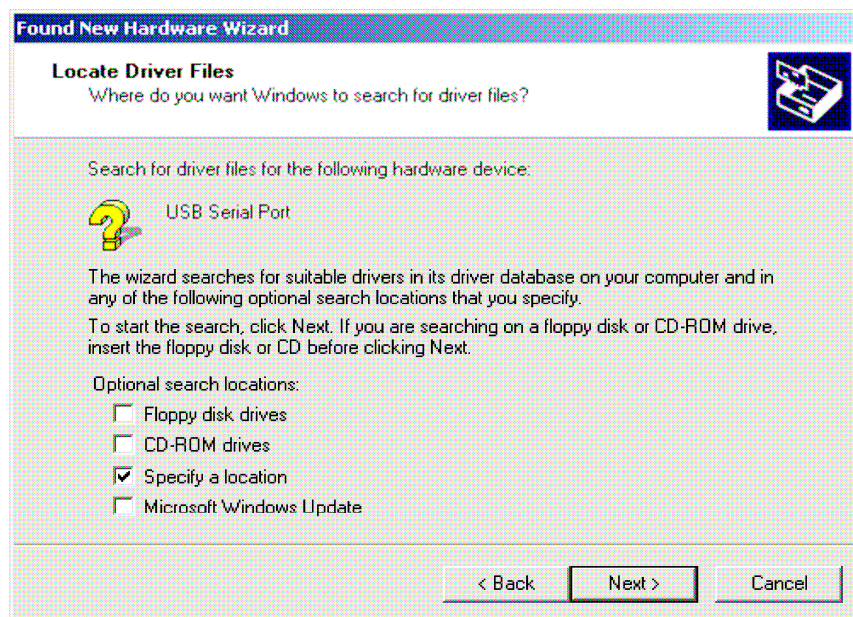 Found New Hardware Wizard
Locate Driver Files
Where do you want Windows to search for driver files?
Search for driver files for the following hardware device:
USB Serial Port
The wizard searches for suitable drivers in its driver database on your computer and in
any of the following optional search locations that you specify.
To start the search, click Next. If you are searching on a floppy disk or CD-ROM drive,
insert the floppy disk or CD before clicking Next.
Optional search locations:
Floppy disk drives
CD-ROM drives
Specify a location
Microsoft Windows Update
< Back Next > Cancel